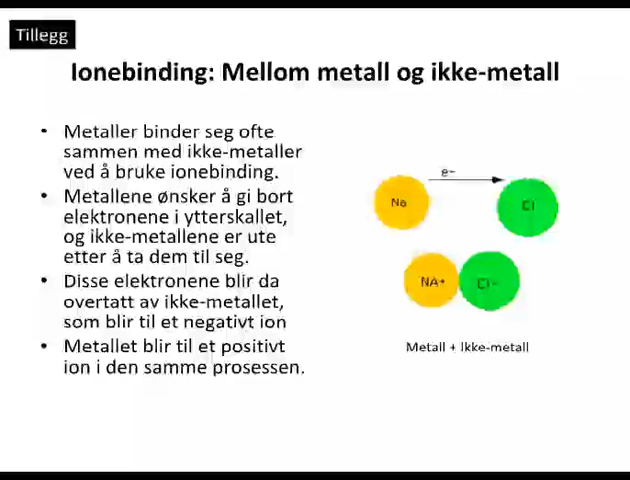 Tillegg
Ionebinding: Mellom metall og ikke-metall
• Metaller binder seg ofte
sammen med ikke-metaller
ved å bruke ionebinding.
• Metallene ønsker å gi bort
elektronene i ytterskallet,
og ikke-metallene er ute
etter å ta dem til seg.
• Disse elektronene blir da
overtatt av ikke-metallet,
som blir til et negativt ion
• Metallet blir til et positivt
ion i den samme prosessen.
e−
Na
Cl
NA+
Cl−
Metall + Ikke-metall